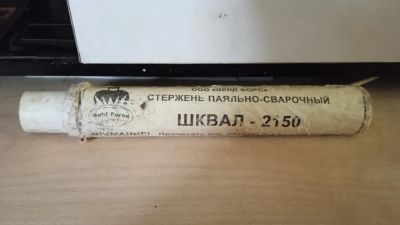 ООО «ВЕЛД ФОРС»
СТЕРЖЕНЬ ПАЯЛЬНО-СВАРОЧНЫЙ
Weld Force
ШКВАЛ - 2150
ВНИМАНИЕ!